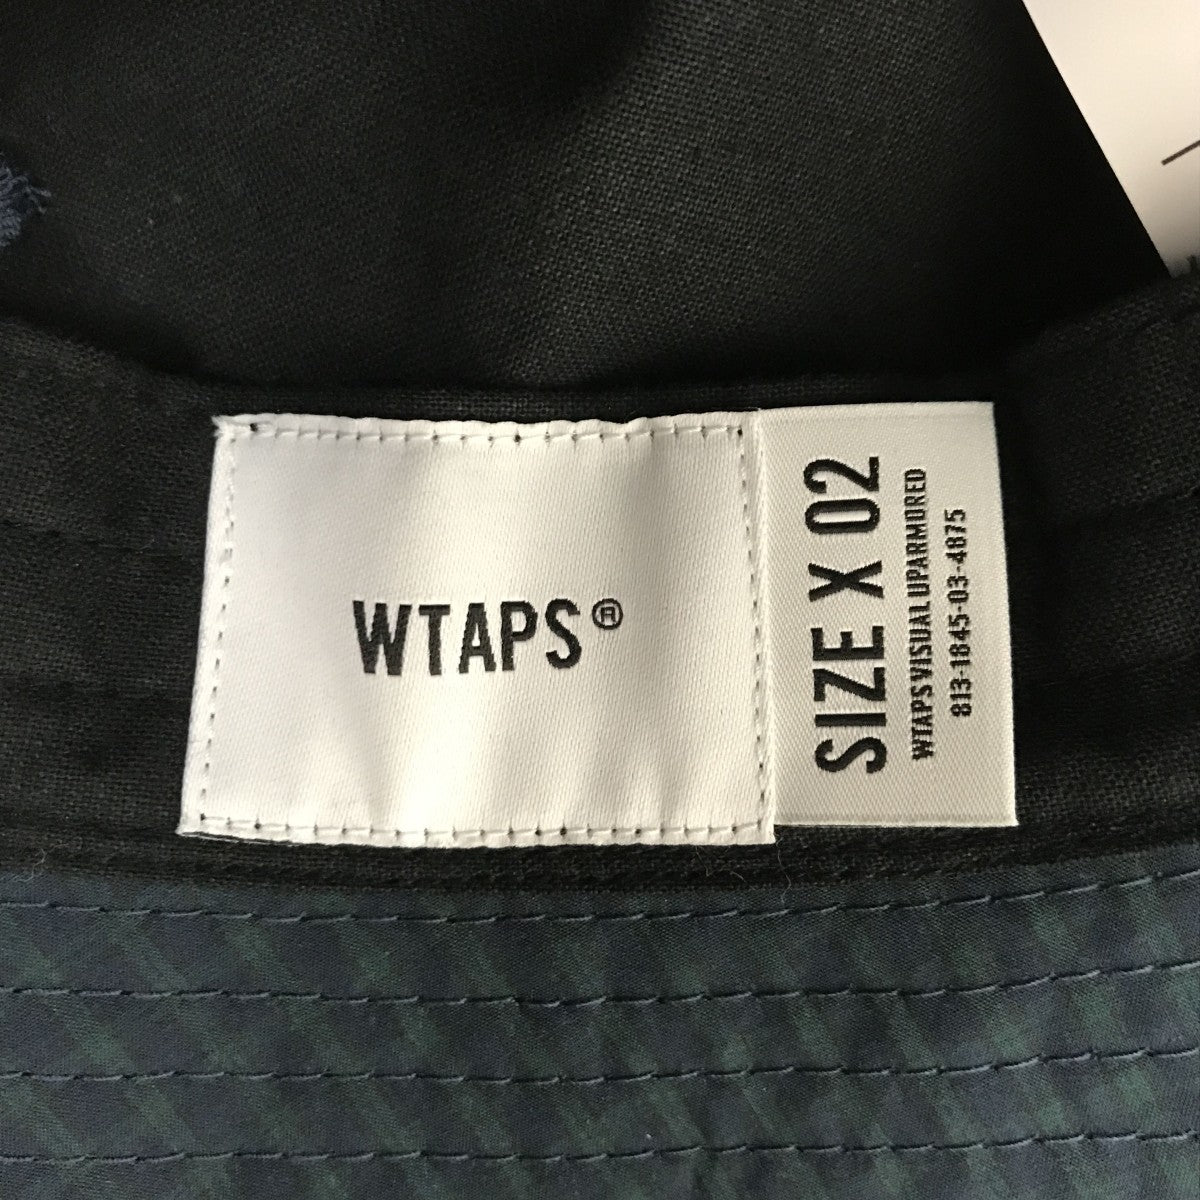 WTAPS®
SIZE X 02
WTAPS VISUAL UPARMORED
813-1845-03-4875